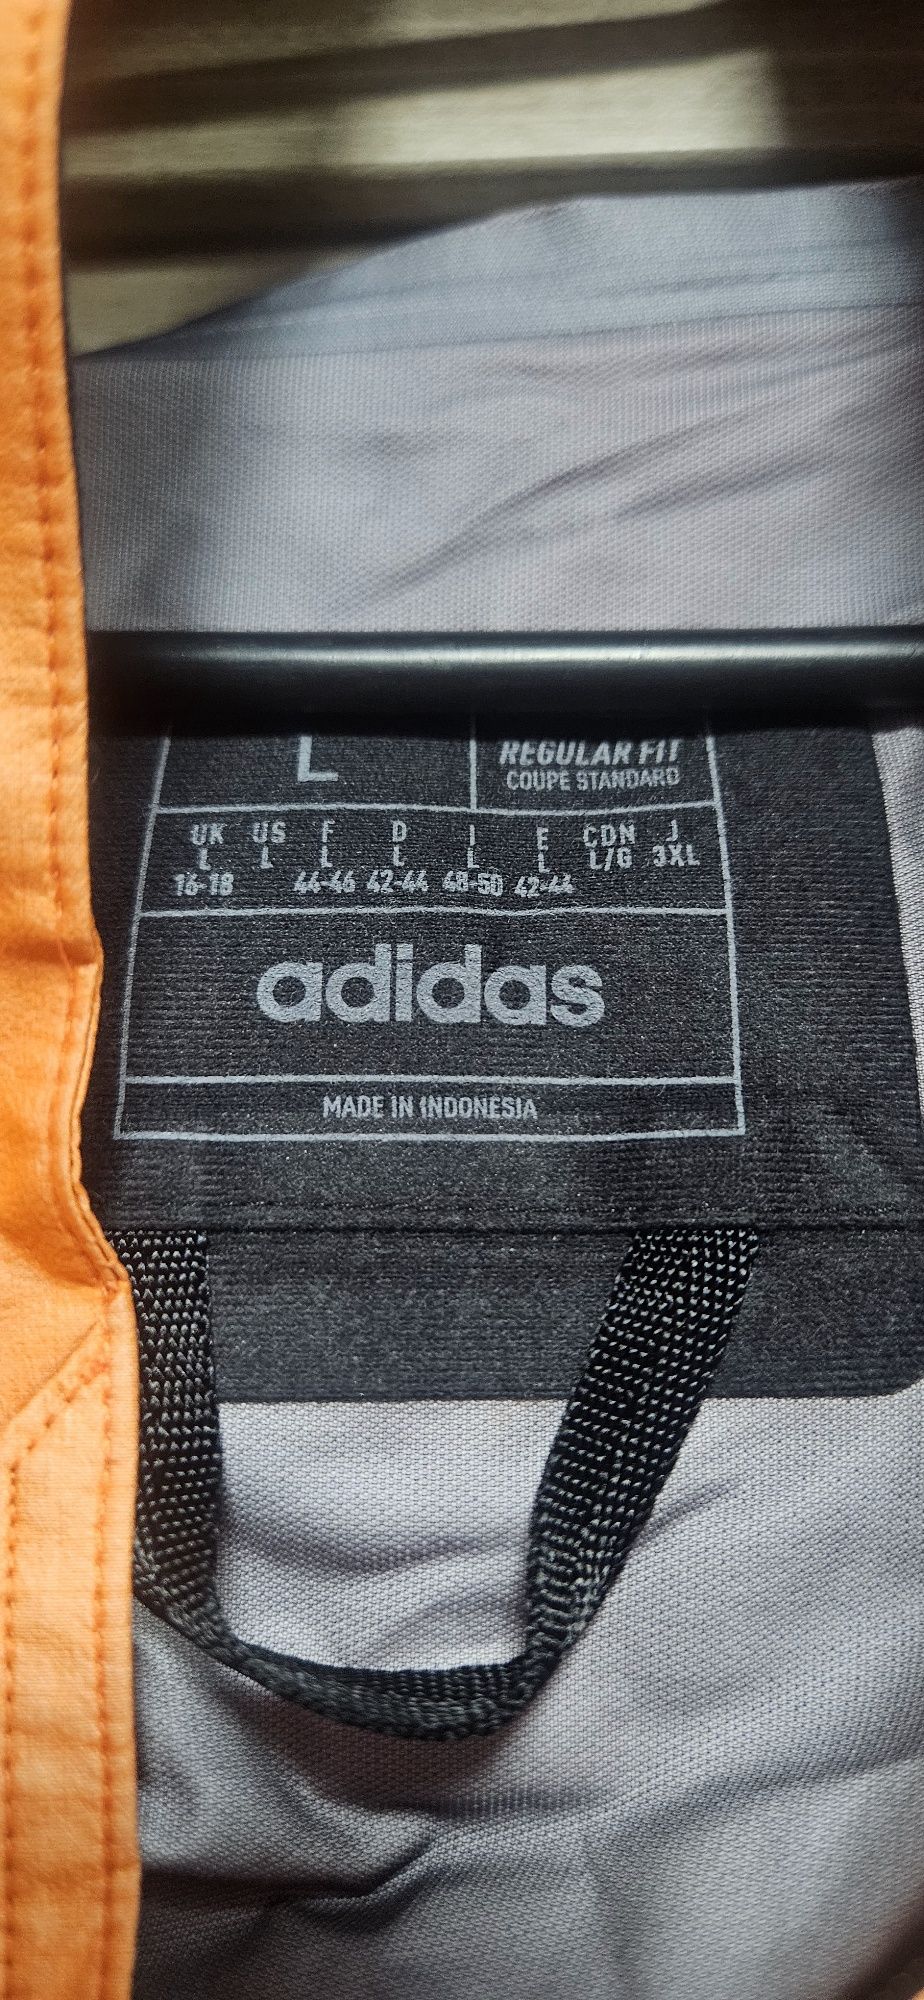 L
REGULAR FIT
COUPE STANDARD
UK US F D I E CDN J
L L L L L L L/G 3XL
16-18 44-46 42-44 48-50 42-44
adidas
MADE IN INDONESIA